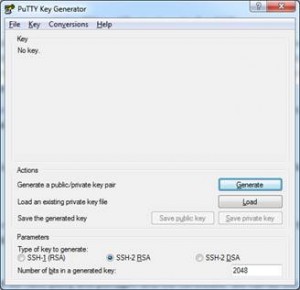 PuTTY Key Generator
File Key Conversions Help
Key
No key.
Actions
Generate a public/private key pair Generate
Load an existing private key file Load
Save the generated key Save public key Save private key
Parameters
Type of key to generate:
SSH-1 (RSA) SSH-2 RSA SSH-2 DSA
Number of bits in a generated key: 2048